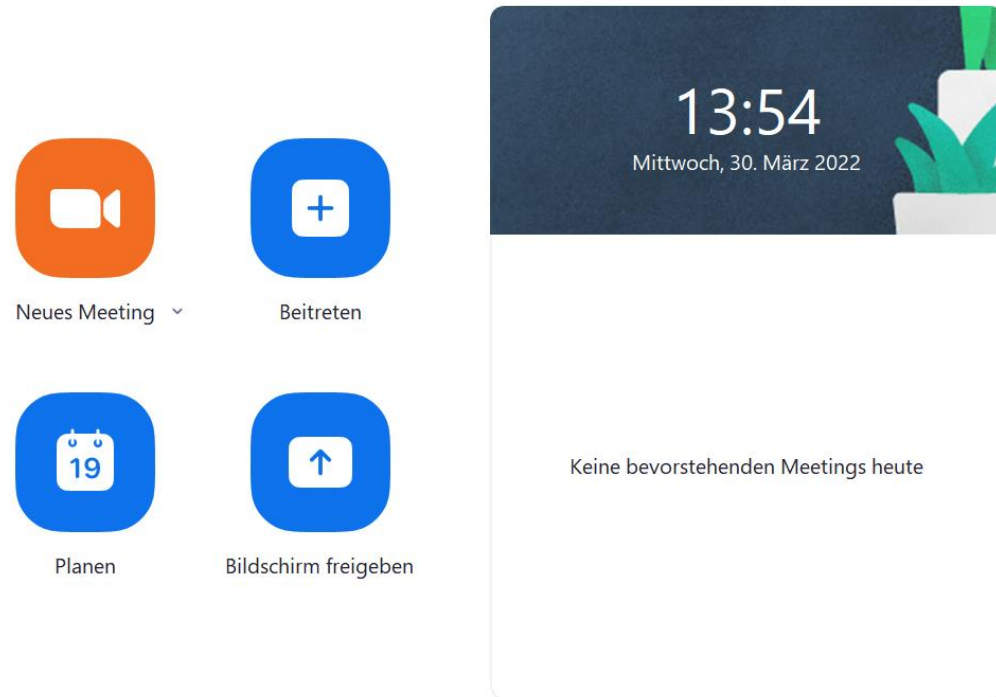 Neues Meeting
Beitreten
19
Planen
Bildschirm freigeben
13:54
Mittwoch, 30. März 2022
Keine bevorstehenden Meetings heute